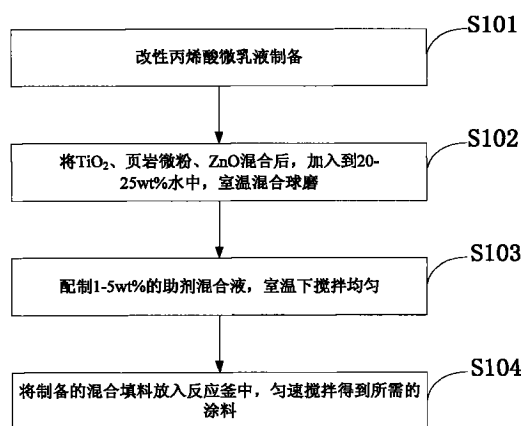 S101
改性丙烯酸微乳液制备
S102
将TiO₂、页岩微粉、ZnO混合后，加入到20-
25wt%水中，室温混合球磨
S103
配制1-5wt%的助剂混合液，室温下搅拌均匀
S104
将制备的混合填料放入反应釜中，匀速搅拌得到所需的
涂料